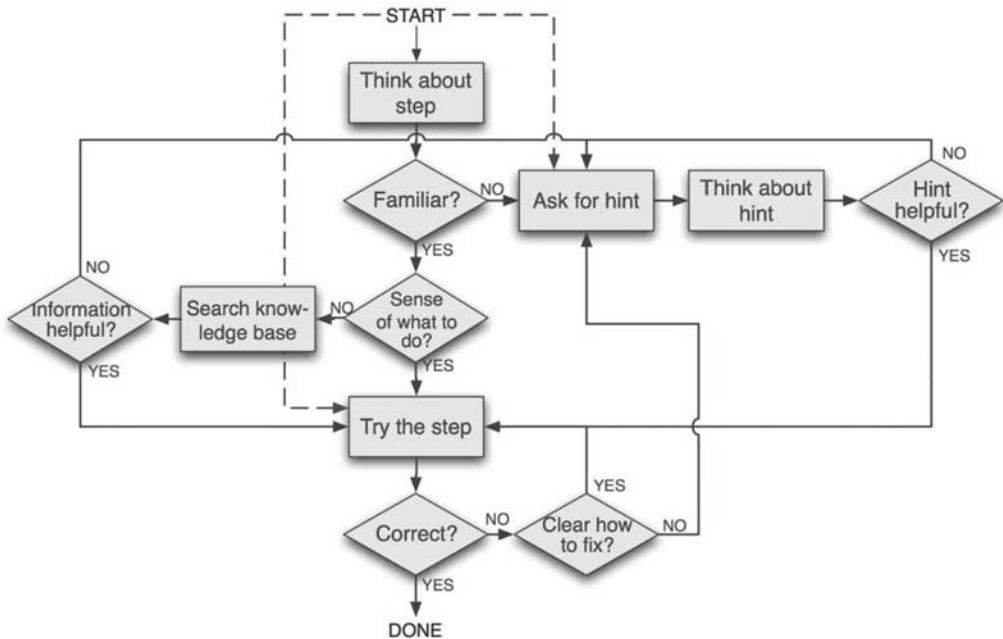 START
Think about
step
NO
Familiar?
NO
Ask for hint
Think about
hint
Hint
helpful?
YES
YES
NO
Information
helpful?
Search know-
ledge base
NO
Sense
of what to
do?
YES
YES
Try the step
YES
Correct?
NO
Clear how
to fix?
NO
YES
DONE